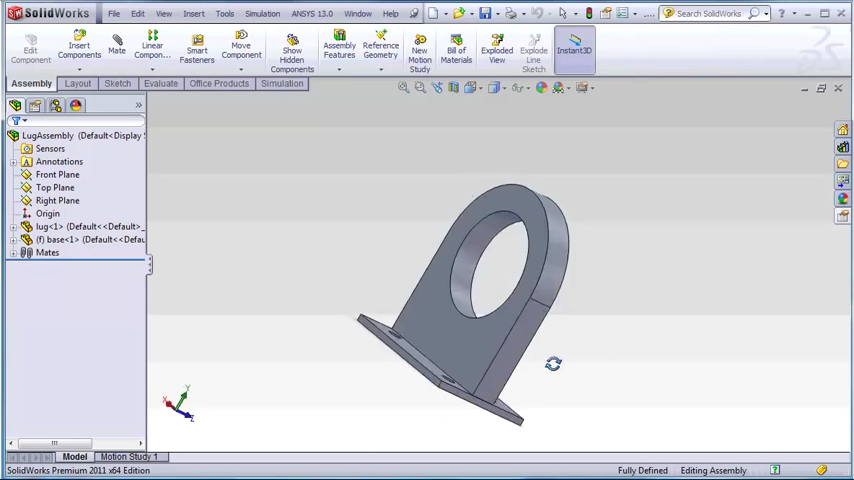 SolidWorks File Edit View Insert Tools Simulation ANSYS 13.0 Window Help .... Search SolidWorks ?
Edit Component
Insert Components
Mate
Linear Compon...
Smart Fasteners
Move Component
Show Hidden Components
Assembly Features
Reference Geometry
New Motion Study
Bill of Materials
Exploded View
Explode Line Sketch
Instant3D
Assembly Layout Sketch Evaluate Office Products Simulation
LugAssembly (Default<Display
Sensors
Annotations
Front Plane
Top Plane
Right Plane
Origin
lug<1> (Default<<Default>_
(f) base<1> (Default<<Defau
Mates
Y
X
Z
Model Motion Study 1
SolidWorks Premium 2011 x64 Edition Fully Defined Editing Assembly